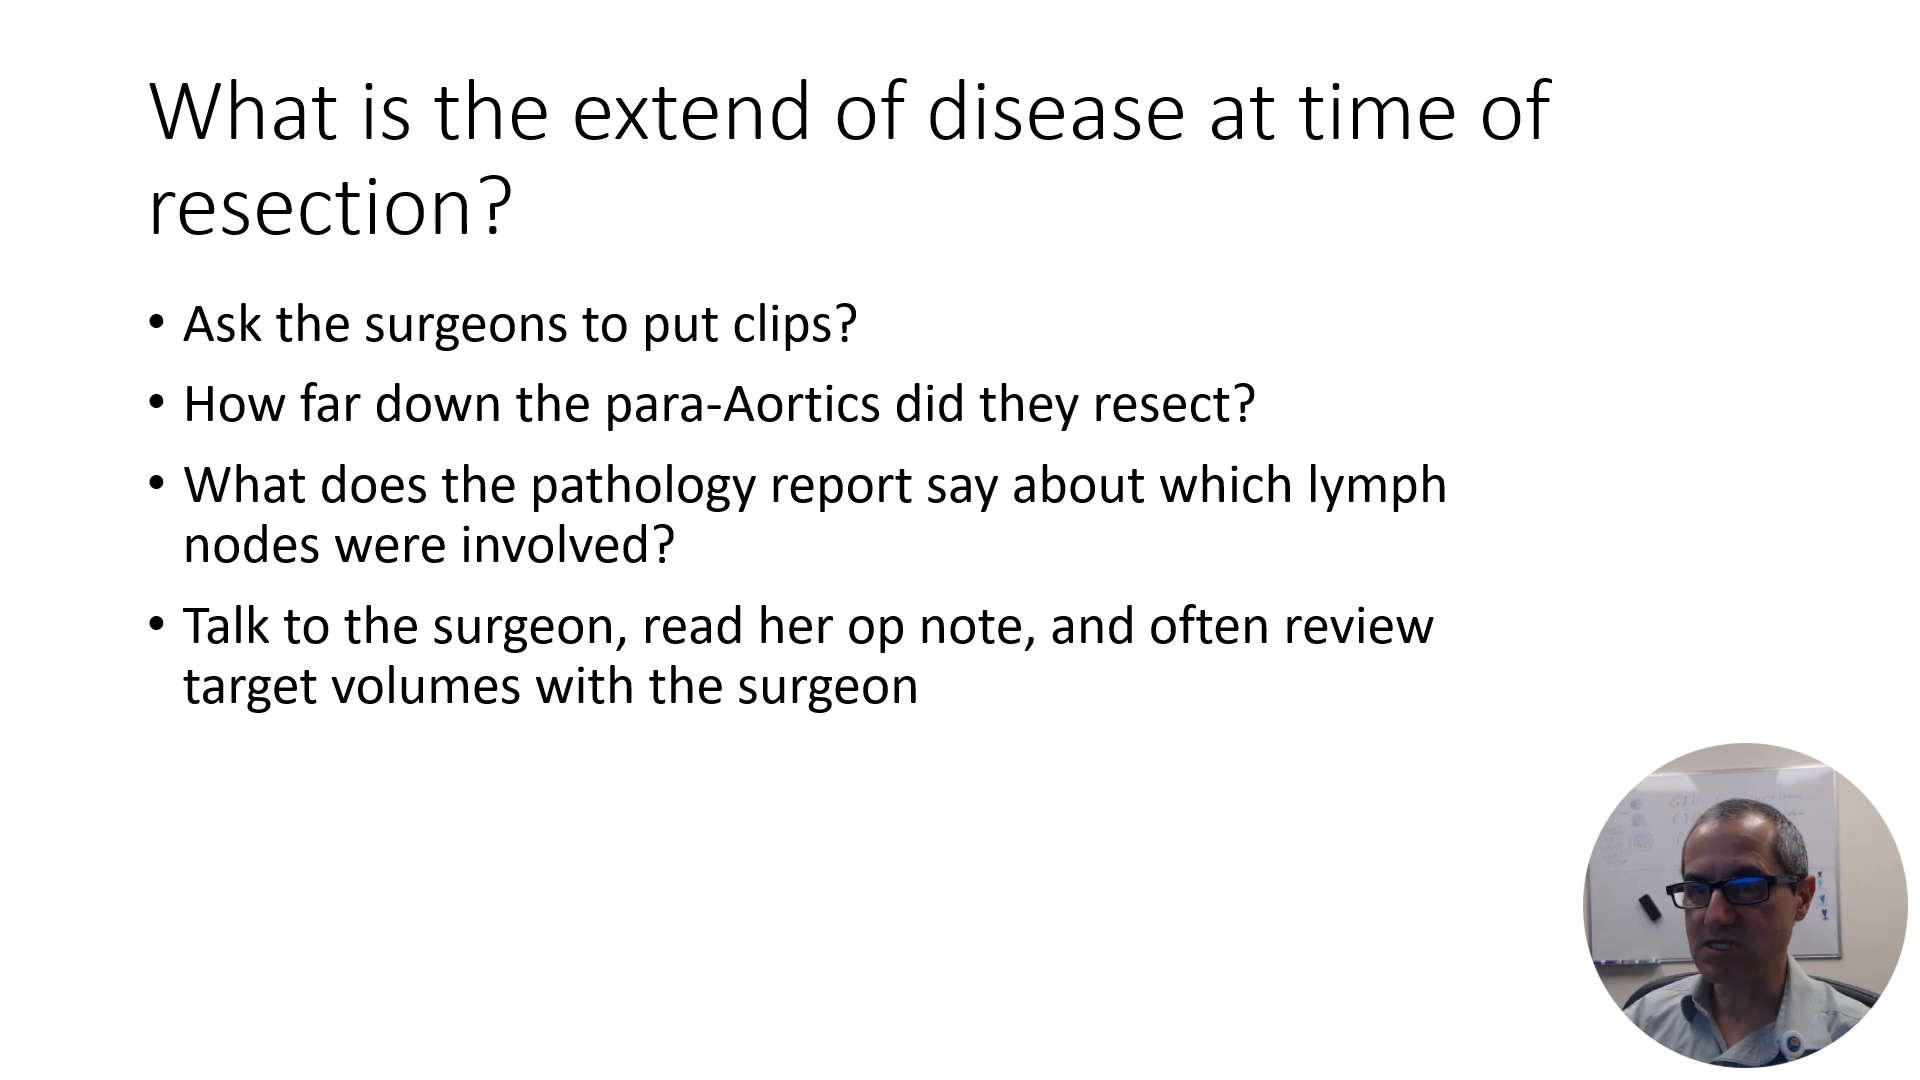 What is the extend of disease at time of
resection?
• Ask the surgeons to put clips?
• How far down the para-Aortics did they resect?
• What does the pathology report say about which lymph
nodes were involved?
• Talk to the surgeon, read her op note, and often review
target volumes with the surgeon